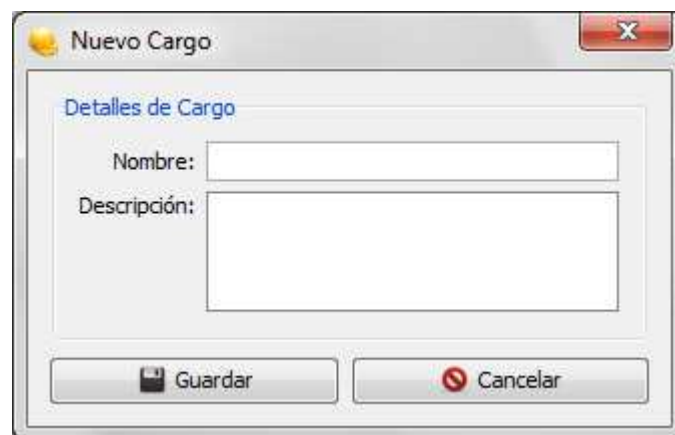 Nuevo Cargo
Detalles de Cargo
Nombre:
Descripción:
Guardar Cancelar